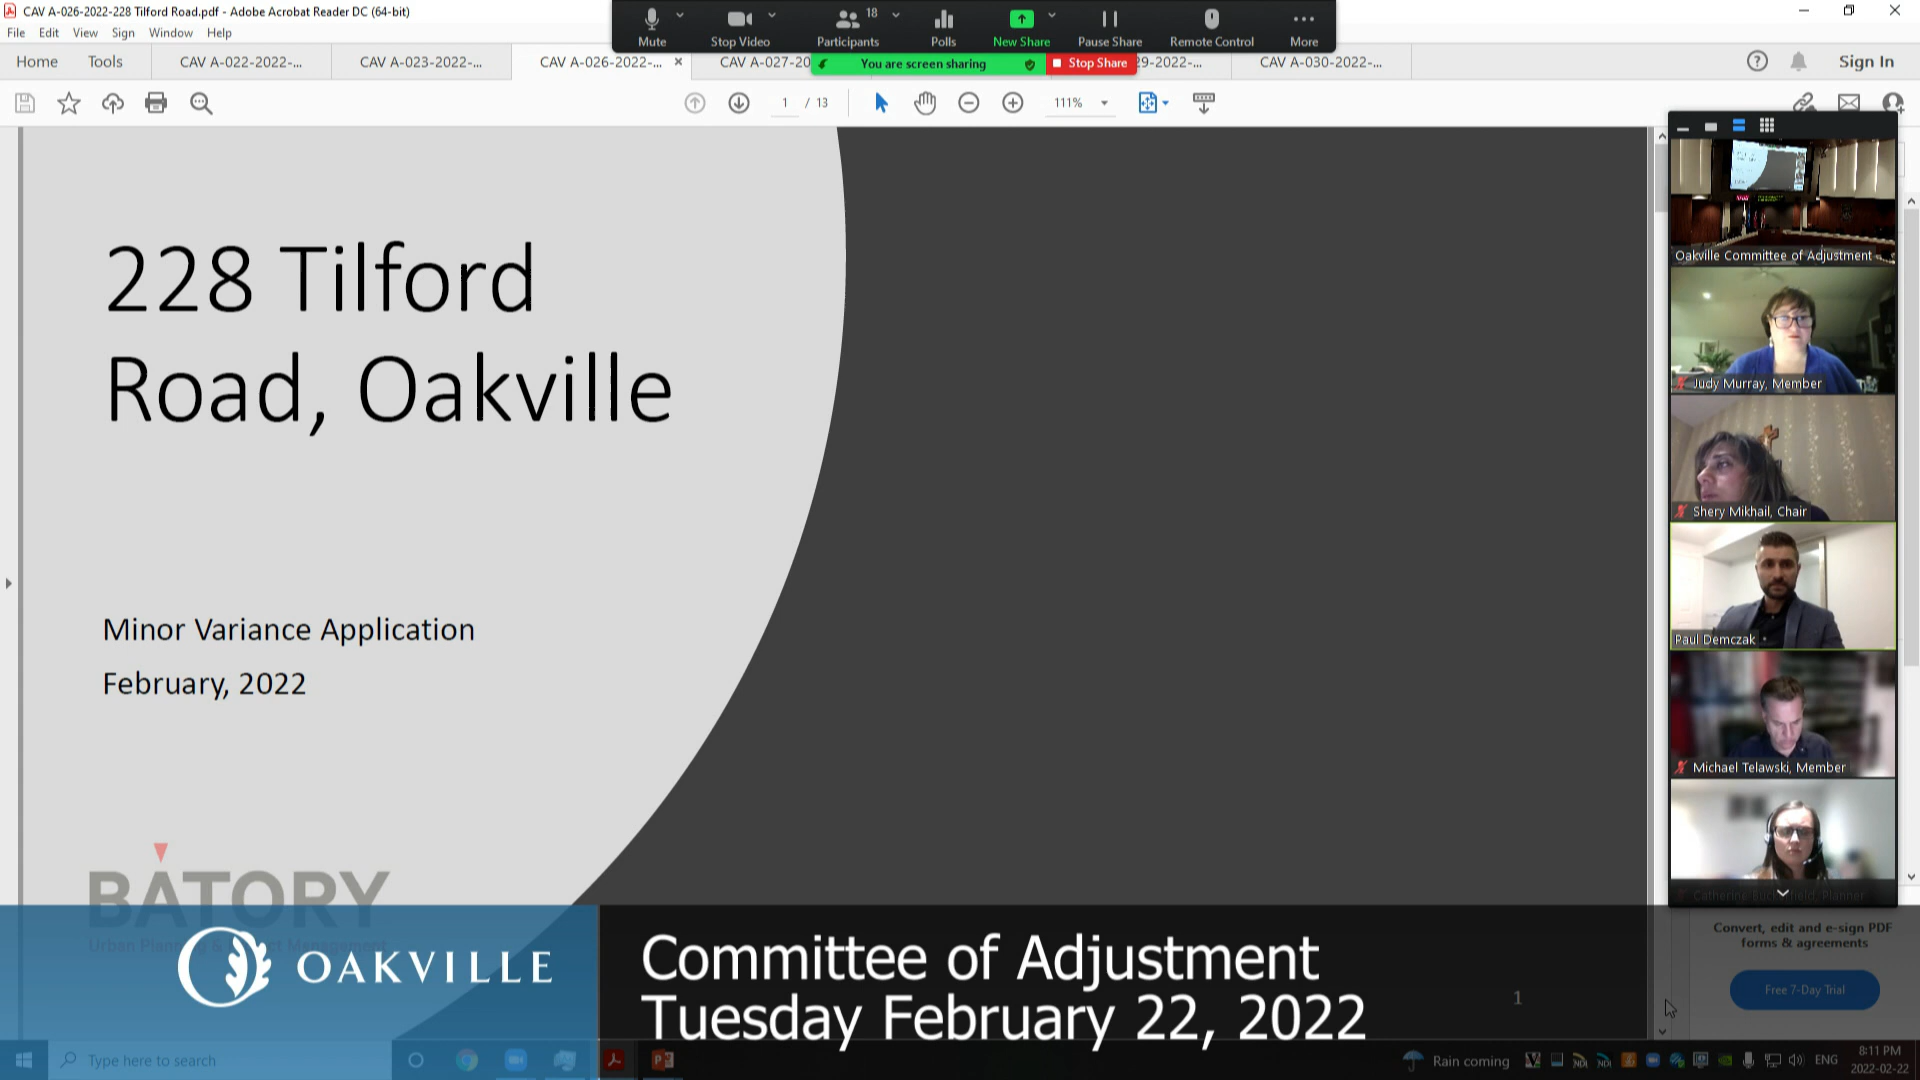 CAV A-026-2022-228 Tilford Road.pdf - Adobe Acrobat Reader DC (64-bit)
File Edit View Sign Window Help
Mute Stop Video Participants 18 Polls New Share Pause Share Remote Control More
You are screen sharing Stop Share
Home Tools CAV A-022-2022-... CAV A-023-2022-... CAV A-026-2022-... CAV A-027-20 29-2022-... CAV A-030-2022-... Sign In
1 / 13 111%
228 Tilford
Road, Oakville
Minor Variance Application
February, 2022
BATORY
Oakville Committee of Adjustment
Judy Murray, Member
Shery Mikhail, Chair
Paul Demczak
Michael Telawski, Member
Convert, edit and e-sign PDF
forms & agreements
Free 7-Day Trial
OAKVILLE
Committee of Adjustment
Tuesday February 22, 2022
1
Type here to search
Rain coming
ENG
8:11 PM
2022-02-22